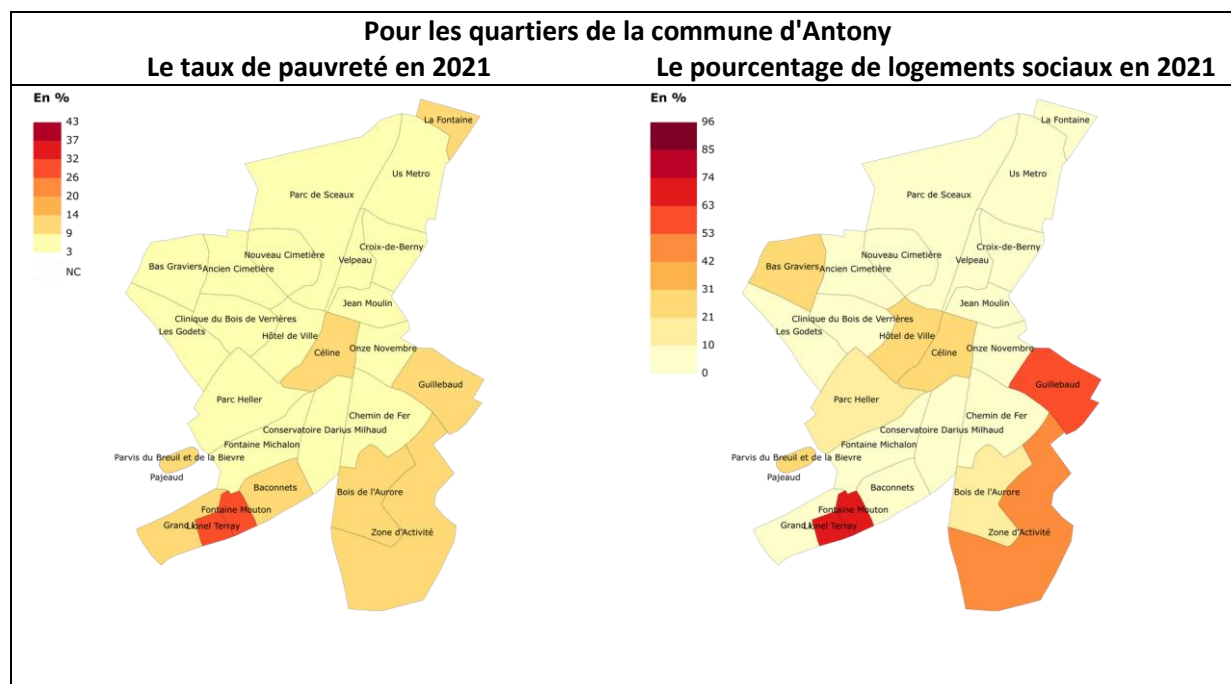 Pour les quartiers de la commune d'Antony
Le taux de pauvreté en 2021
Le pourcentage de logements sociaux en 2021
En %
43
37
32
26
20
14
9
3
NC
La Fontaine
Us Metro
Parc de Sceaux
Croix-de-Berny
Nouveau Cimetière
Velpeau
Bas Graviers
Ancien Cimetière
Jean Moulin
Clinique du Bois de Verrières
Les Godets
Hôtel de Ville
Céline
Onze Novembre
Guillebaud
Parc Heller
Chemin de Fer
Conservatoire Darius Milhaud
Fontaine Michalon
Parvis du Breuil et de la Bievre
Pajeaud
Baconnets
Bois de l'Aurore
Fontaine Mouton
Grand
Lionel Terray
Zone d'Activité
En %
96
85
74
63
53
42
31
21
10
0
La Fontaine
Us Metro
Parc de Sceaux
Croix-de-Berny
Nouveau Cimetière
Velpeau
Bas Graviers
Ancien Cimetière
Jean Moulin
Clinique du Bois de Verrières
Les Godets
Hôtel de Ville
Céline
Onze Novembre
Guillebaud
Parc Heller
Chemin de Fer
Conservatoire Darius Milhaud
Fontaine Michalon
Parvis du Breuil et de la Bievre
Pajeaud
Baconnets
Bois de l'Aurore
Fontaine Mouton
Grand
Lionel Terray
Zone d'Activité